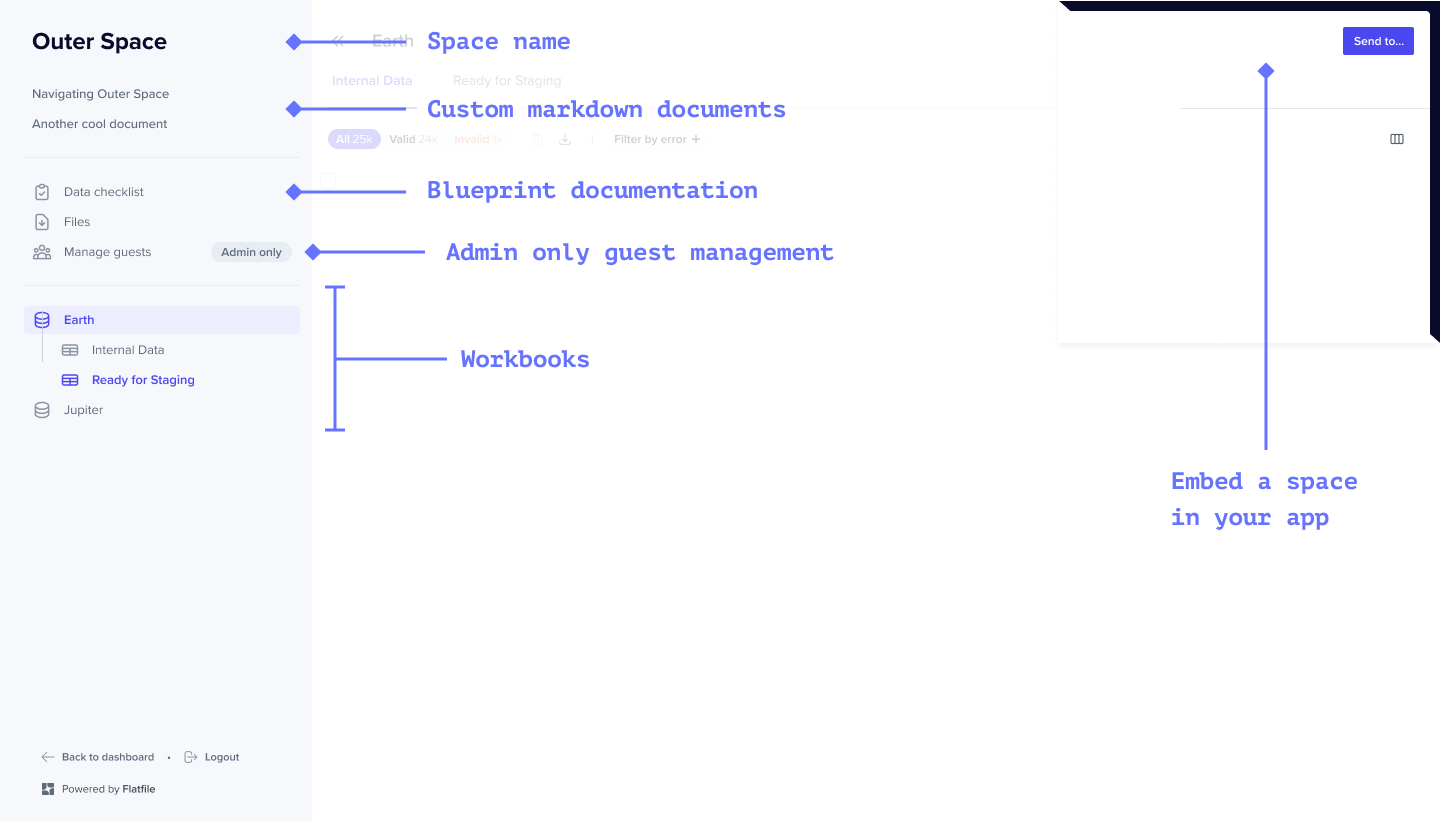 Outer Space
Earth
Space name
Send to...
Internal Data
Ready for Staging
Navigating Outer Space
Custom markdown documents
Another cool document
All 25k
Valid 24k
Invalid
Filter by error
Data checklist
Blueprint documentation
Files
Manage guests
Admin only
Admin only guest management
Earth
Internal Data
Workbooks
Ready for Staging
Jupiter
Embed a space
in your app
Back to dashboard
•
Logout
Powered by Flatfile